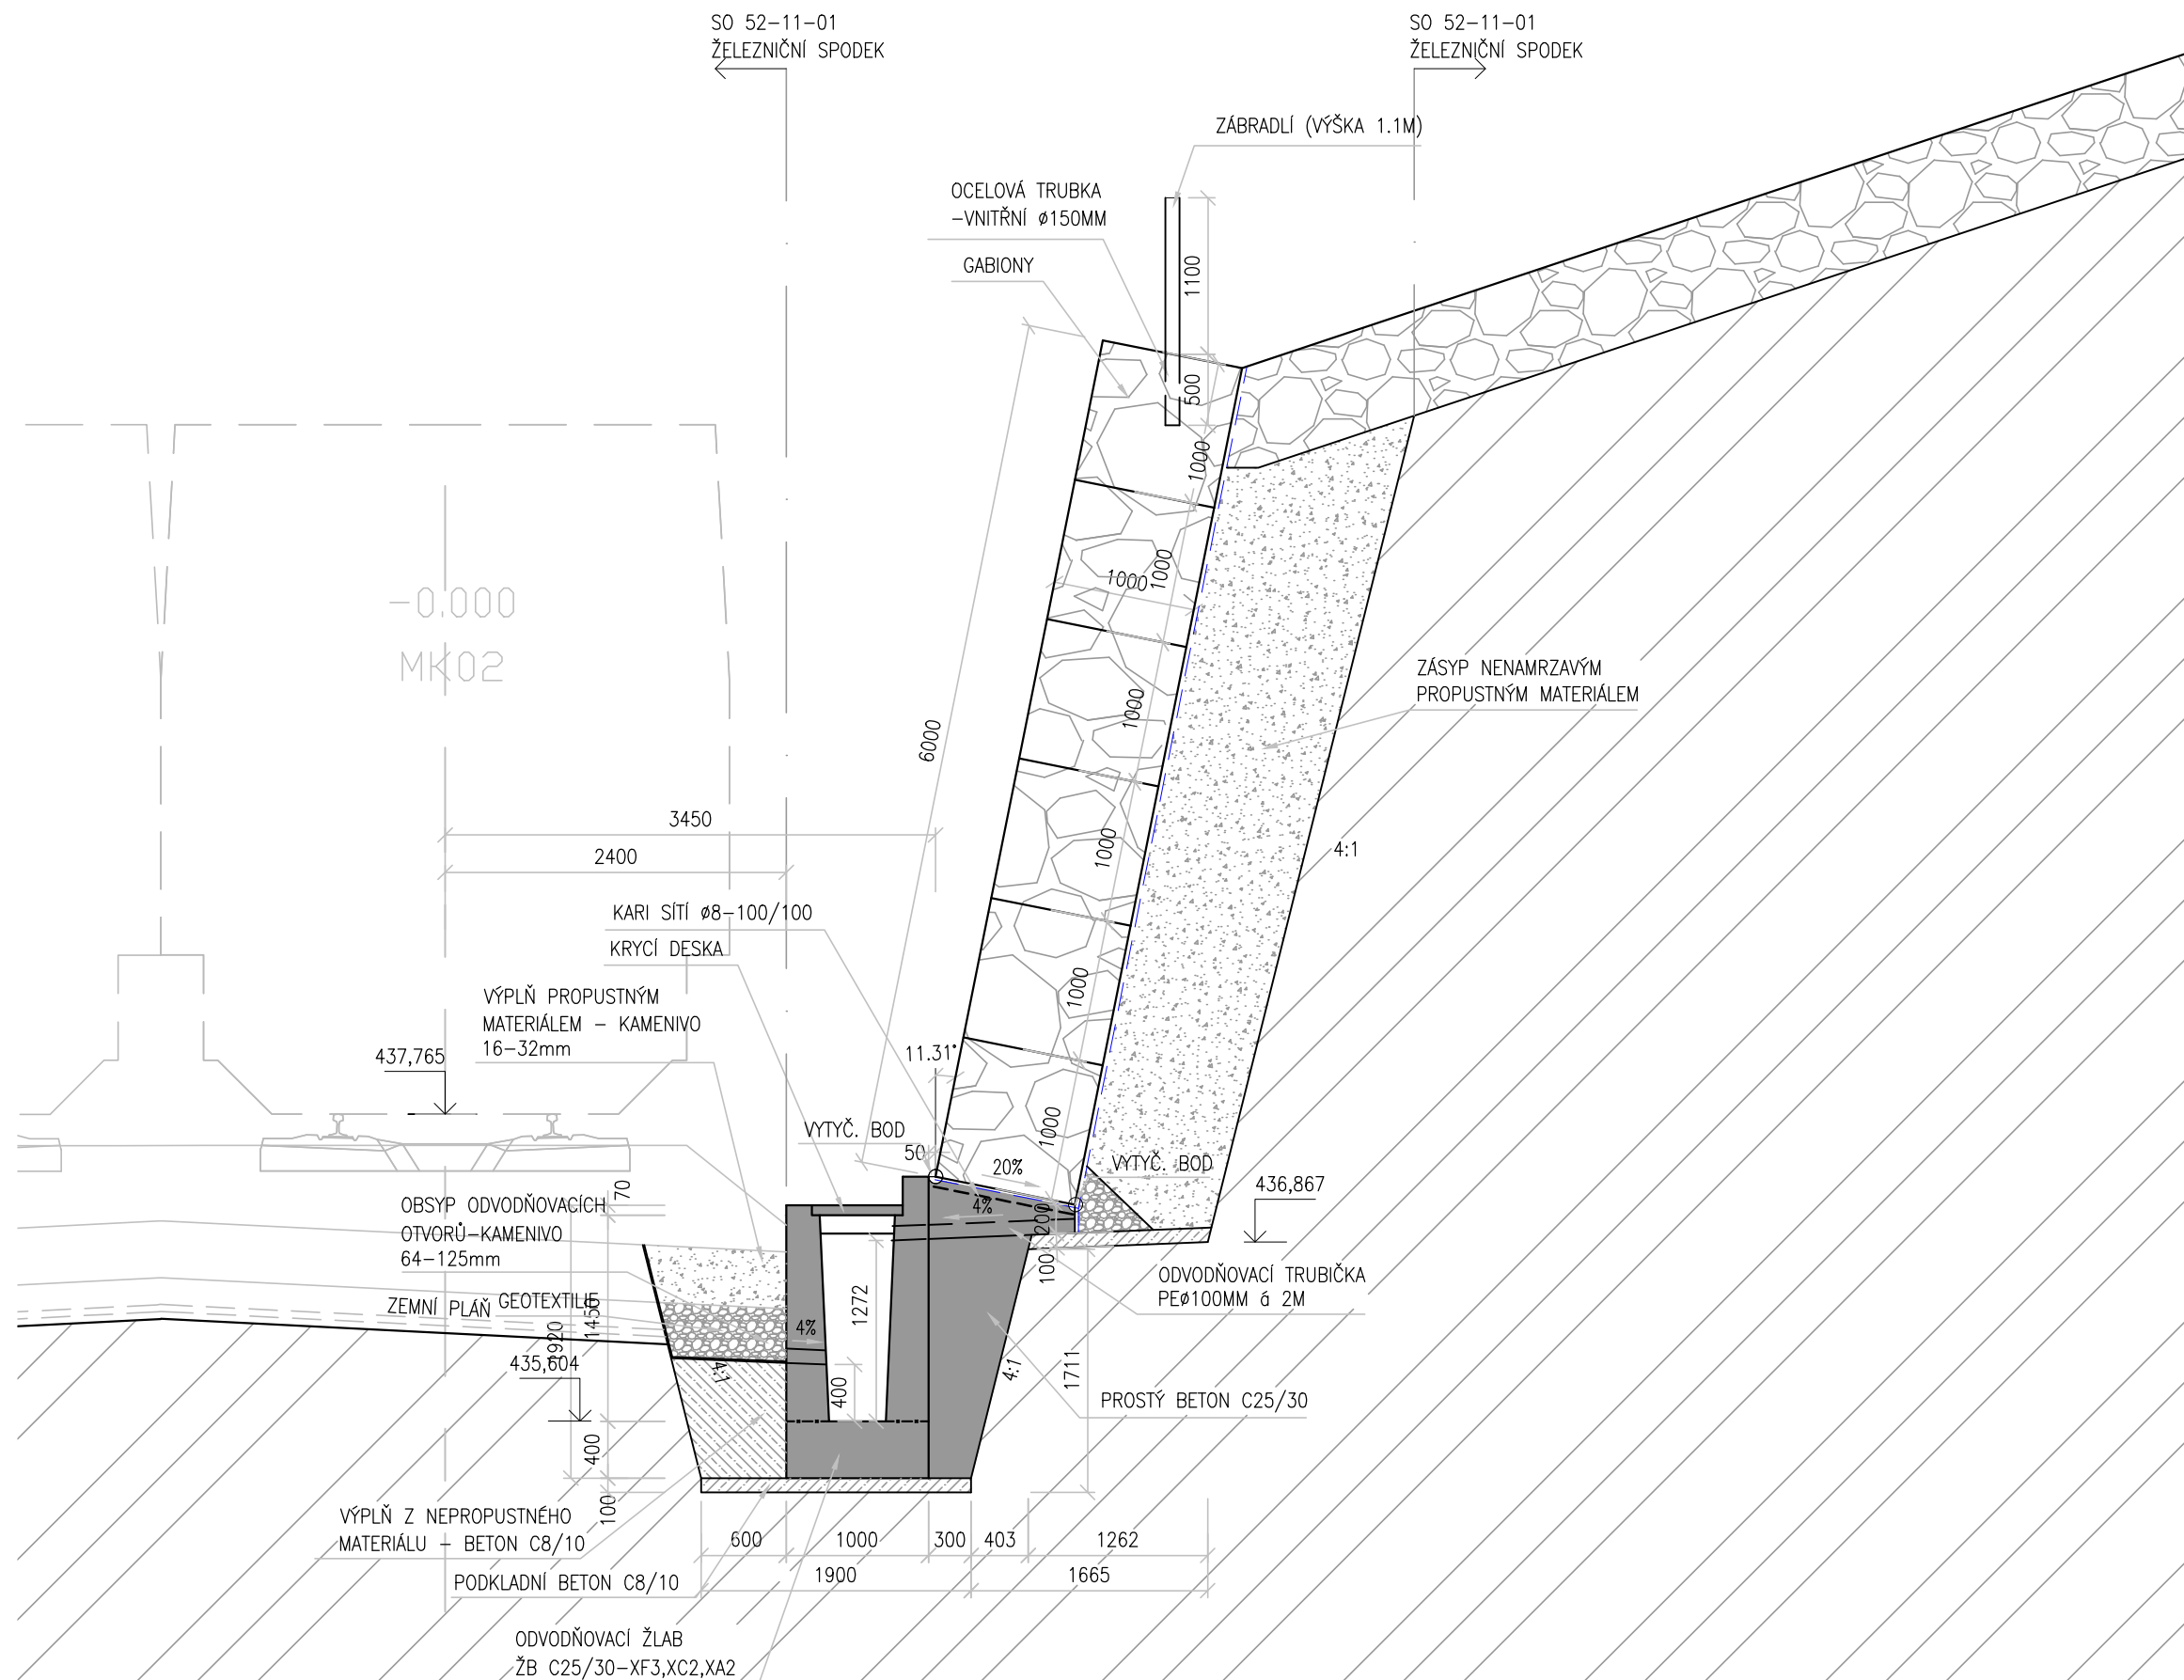 SO 52-11-01
ŽELEZNIČNÍ SPODEK
SO 52-11-01
ŽELEZNIČNÍ SPODEK
ZÁBRADLÍ (VÝŠKA 1.1M)
OCELOVÁ TRUBKA
-VNITŘNÍ ø150MM
GABIONY
1100
500
1000
1000
1000
1000
1000
1000
1000
6000
-0.000
MK02
ZÁSYP NENAMRZAVÝM
PROPUSTNÝM MATERIÁLEM
4:1
3450
2400
KARI SÍTÍ ø8-100/100
KRYCÍ DESKA
VÝPLŇ PROPUSTNÝM
MATERIÁLEM - KAMENIVO
16-32mm
437,765
11.31°
VYTYČ. BOD
50
20%
VYTYČ. BOD
4%
200
100
436,867
70
OBSYP ODVODŇOVACÍCH
OTVORŮ-KAMENIVO
64-125mm
ZEMNÍ PLÁŇ
GEOTEXTILIE
1450
1920
435,604
4:1
4%
1272
400
4:1
1711
ODVODŇOVACÍ TRUBIČKA
PEø100MM á 2M
PROSTÝ BETON C25/30
400
100
VÝPLŇ Z NEPROPUSTNÉHO
MATERIÁLU - BETON C8/10
600
1000
300
403
1262
1900
1665
PODKLADNÍ BETON C8/10
ODVODŇOVACÍ ŽLAB
ŽB C25/30-XF3,XC2,XA2